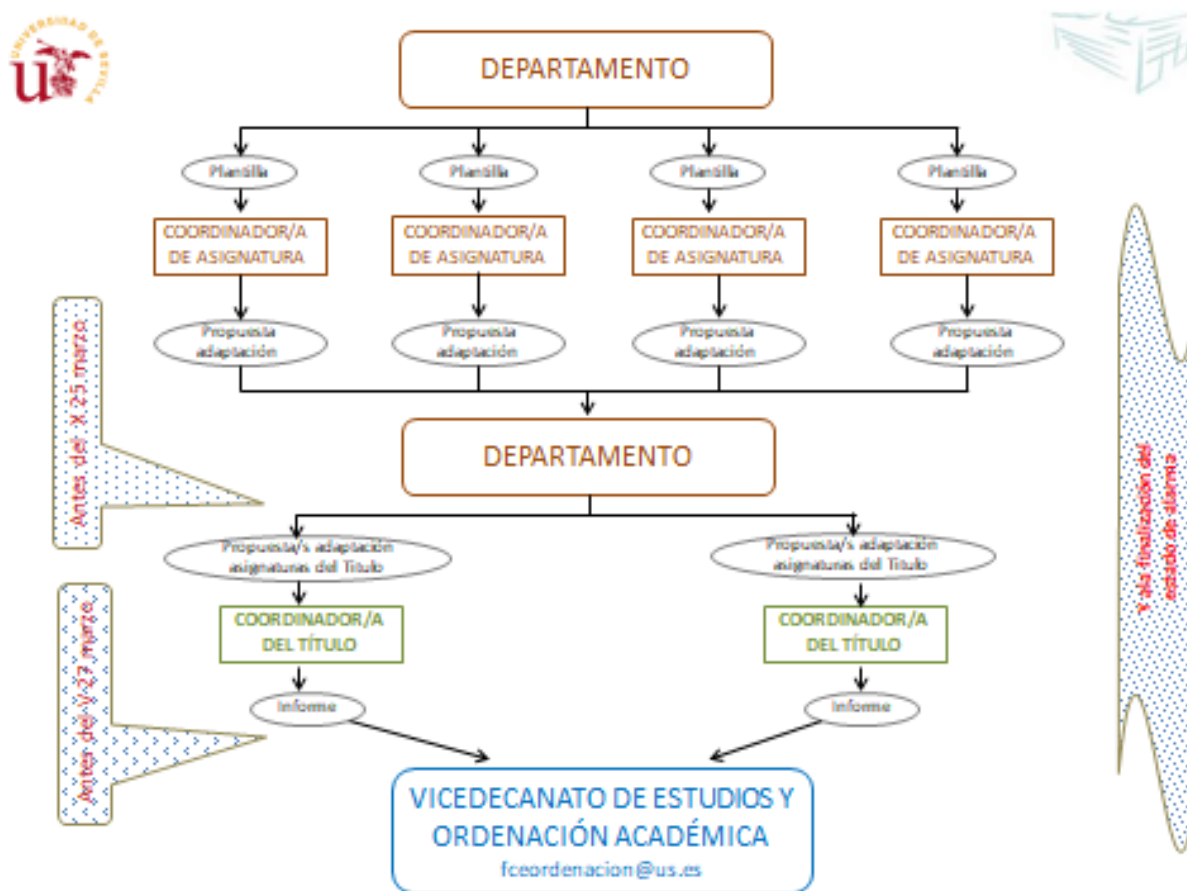 UNIVERSIDAD DE SEVILLA
DEPARTAMENTO
Plantilla
Plantilla
Plantilla
Plantilla
COORDINADOR/A
DE ASIGNATURA
COORDINADOR/A
DE ASIGNATURA
COORDINADOR/A
DE ASIGNATURA
COORDINADOR/A
DE ASIGNATURA
Propuesta
adaptación
Propuesta
adaptación
Propuesta
adaptación
Propuesta
adaptación
Antes del X 25 marzo
DEPARTAMENTO
Y ala finalización del
estado de alarma
Propuesta/s adaptación
asignaturas del Titulo
Propuesta/s adaptación
asignaturas del Titulo
Antes del V 27 marzo
COORDINADOR/A
DEL TÍTULO
COORDINADOR/A
DEL TÍTULO
Informe
Informe
VICEDECANATO DE ESTUDIOS Y
ORDENACIÓN ACADÉMICA
fceordenacion@us.es